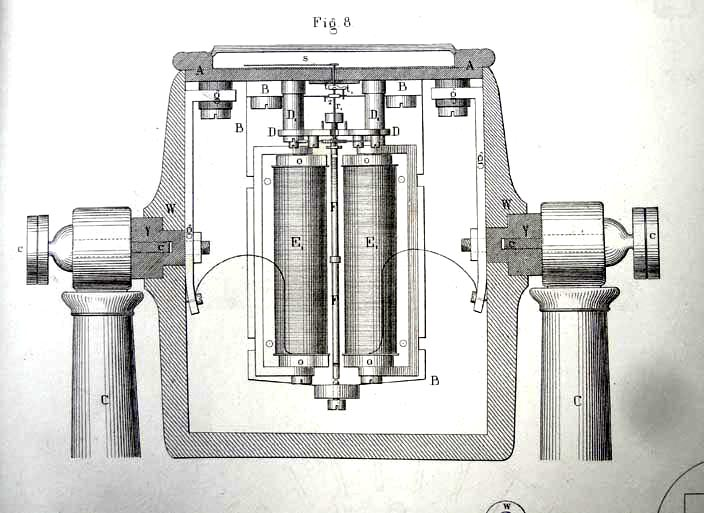 Fig. 8.
s
A A
B B
g g
r,
D, D,
B
D D
o o
g
F
W W
Y Y
g
E, E,
c c c c
F
o o
B
C C
w